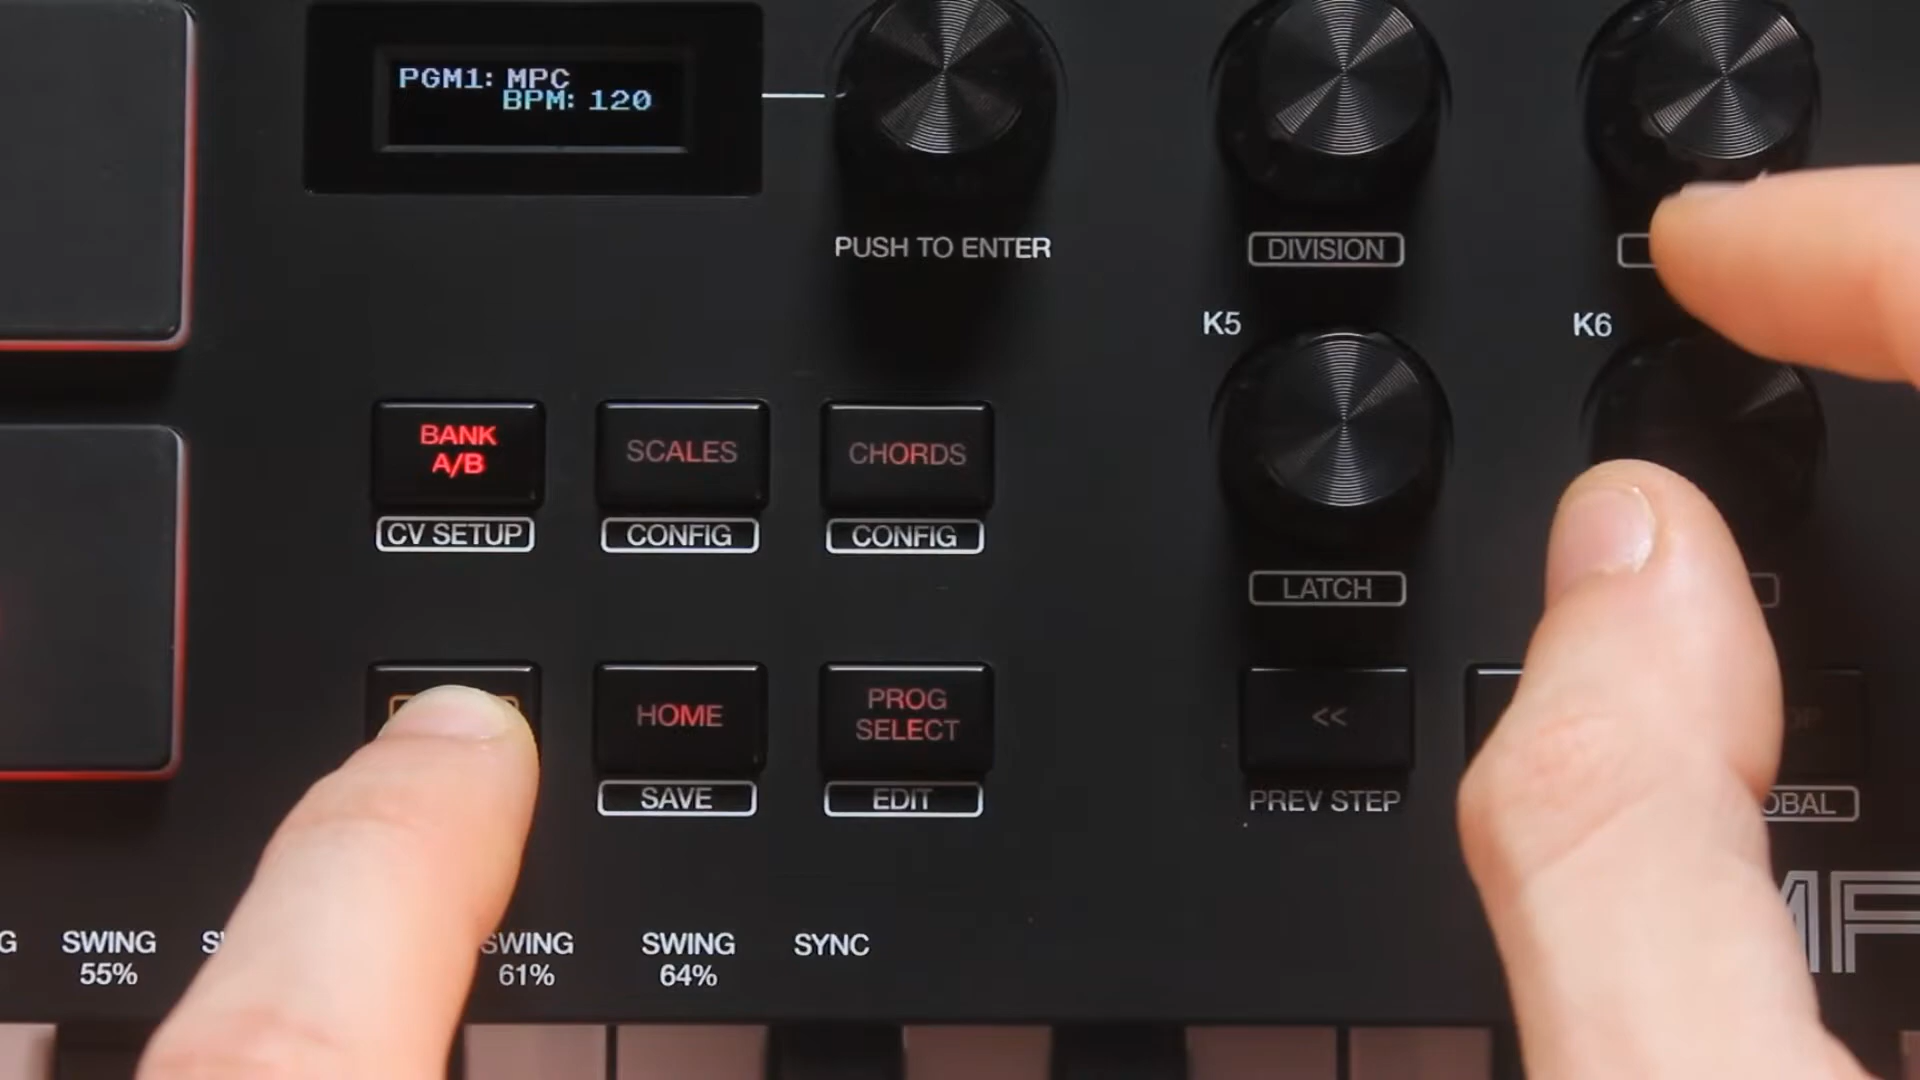 PGM1: MPC
BPM: 120
PUSH TO ENTER
DIVISION
K5
K6
BANK
A/B
SCALES
CHORDS
CV SETUP
CONFIG
CONFIG
LATCH
HOME
PROG
SELECT
<<
SAVE
EDIT
PREV STEP
SWING
55%
SWING
61%
SWING
64%
SYNC